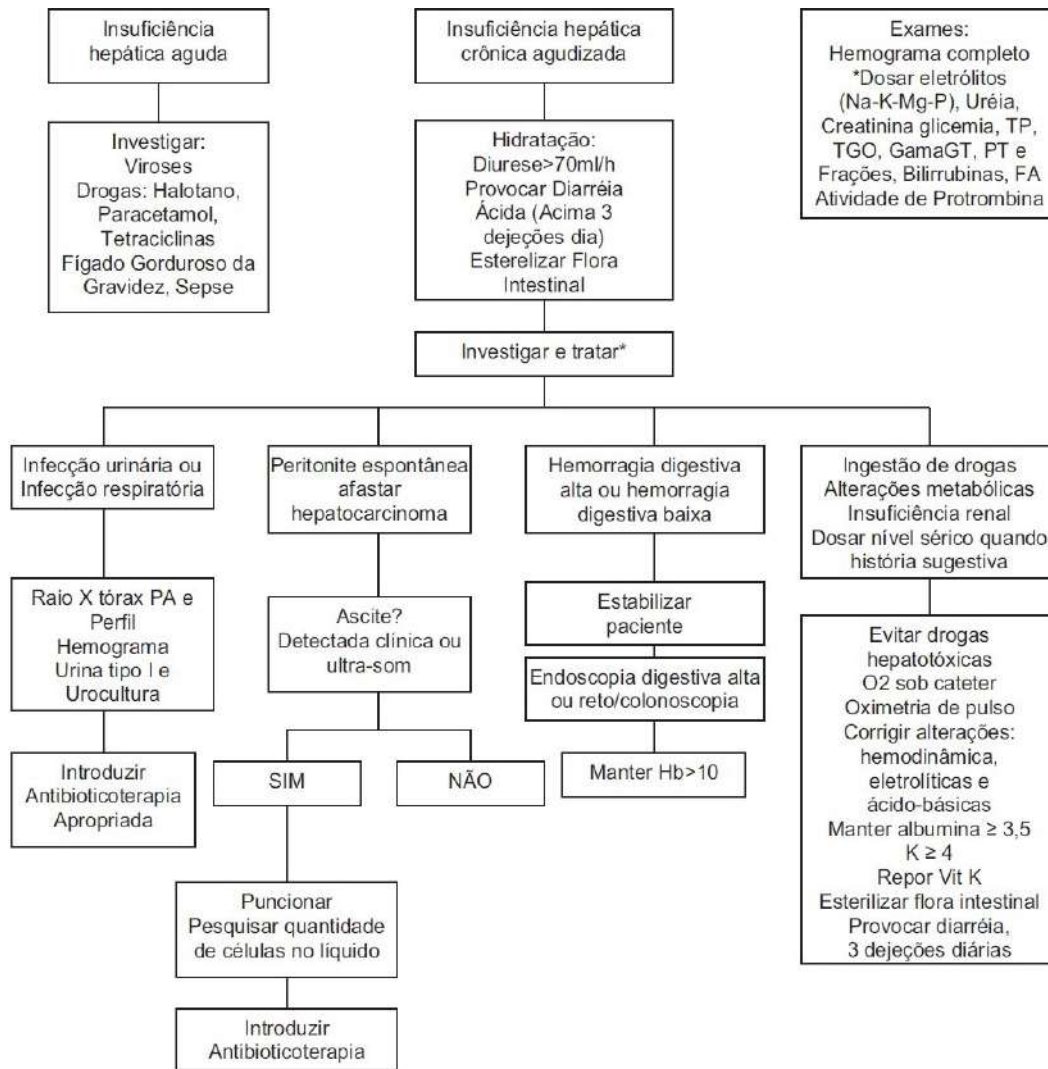 Insuficiência
hepática aguda
Investigar:
Viroses
Drogas: Halotano,
Paracetamol,
Tetraciclinas
Fígado Gorduroso da
Gravidez, Sepse
Insuficiência hepática
crônica agudizada
Hidratação:
Diurese>70ml/h
Provocar Diarréia
Ácida (Acima 3
dejeções dia)
Esterelizar Flora
Intestinal
Exames:
Hemograma completo
*Dosar eletrólitos
(Na-K-Mg-P), Uréia,
Creatinina glicemia, TP,
TGO, GamaGT, PT e
Frações, Bilirrubinas, FA
Atividade de Protrombina
Investigar e tratar*
Infecção urinária ou
Infecção respiratória
Raio X tórax PA e
Perfil
Hemograma
Urina tipo I e
Urocultura
Introduzir
Antibioticoterapia
Apropriada
Peritonite espontânea
afastar
hepatocarcinoma
Ascite?
Detectada clínica ou
ultra-som
SIM
NÃO
Puncionar
Pesquisar quantidade
de células no líquido
Introduzir
Antibioticoterapia
Hemorragia digestiva
alta ou hemorragia
digestiva baixa
Estabilizar
paciente
Endoscopia digestiva alta
ou reto/colonoscopia
Manter Hb>10
Ingestão de drogas
Alterações metabólicas
Insuficiência renal
Dosar nível sérico quando
história sugestiva
Evitar drogas
hepatotóxicas
O2 sob cateter
Oximetria de pulso
Corrigir alterações:
hemodinâmica,
eletrolíticas e
ácido-básicas
Manter albumina ≥ 3,5
K ≥ 4
Repor Vit K
Esterilizar flora intestinal
Provocar diarréia,
3 dejeções diárias